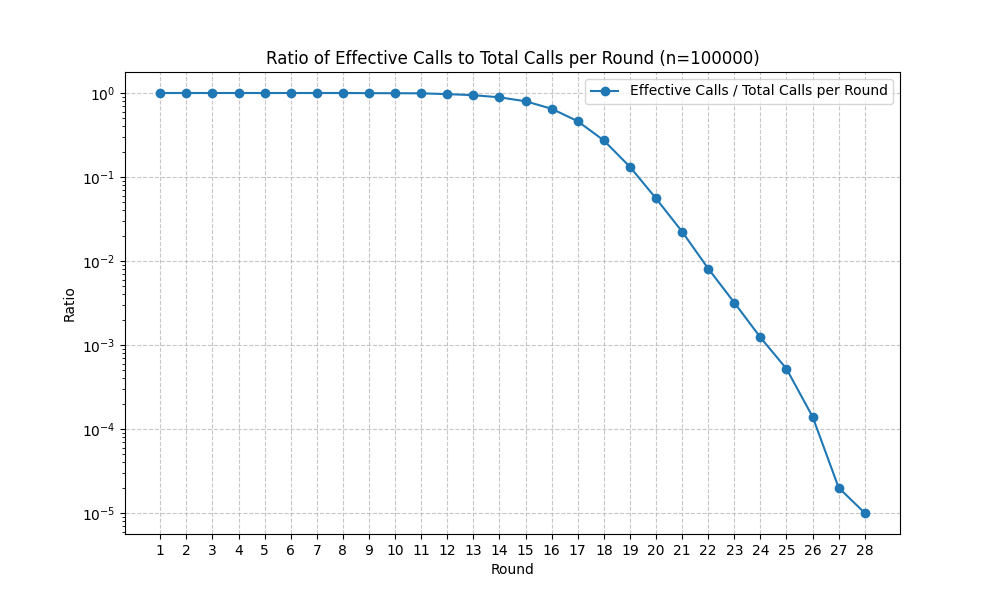 Ratio of Effective Calls to Total Calls per Round (n=100000)
Effective Calls / Total Calls per Round
Ratio
10⁰
10⁻¹
10⁻²
10⁻³
10⁻⁴
10⁻⁵
1 2 3 4 5 6 7 8 9 10 11 12 13 14 15 16 17 18 19 20 21 22 23 24 25 26 27 28
Round